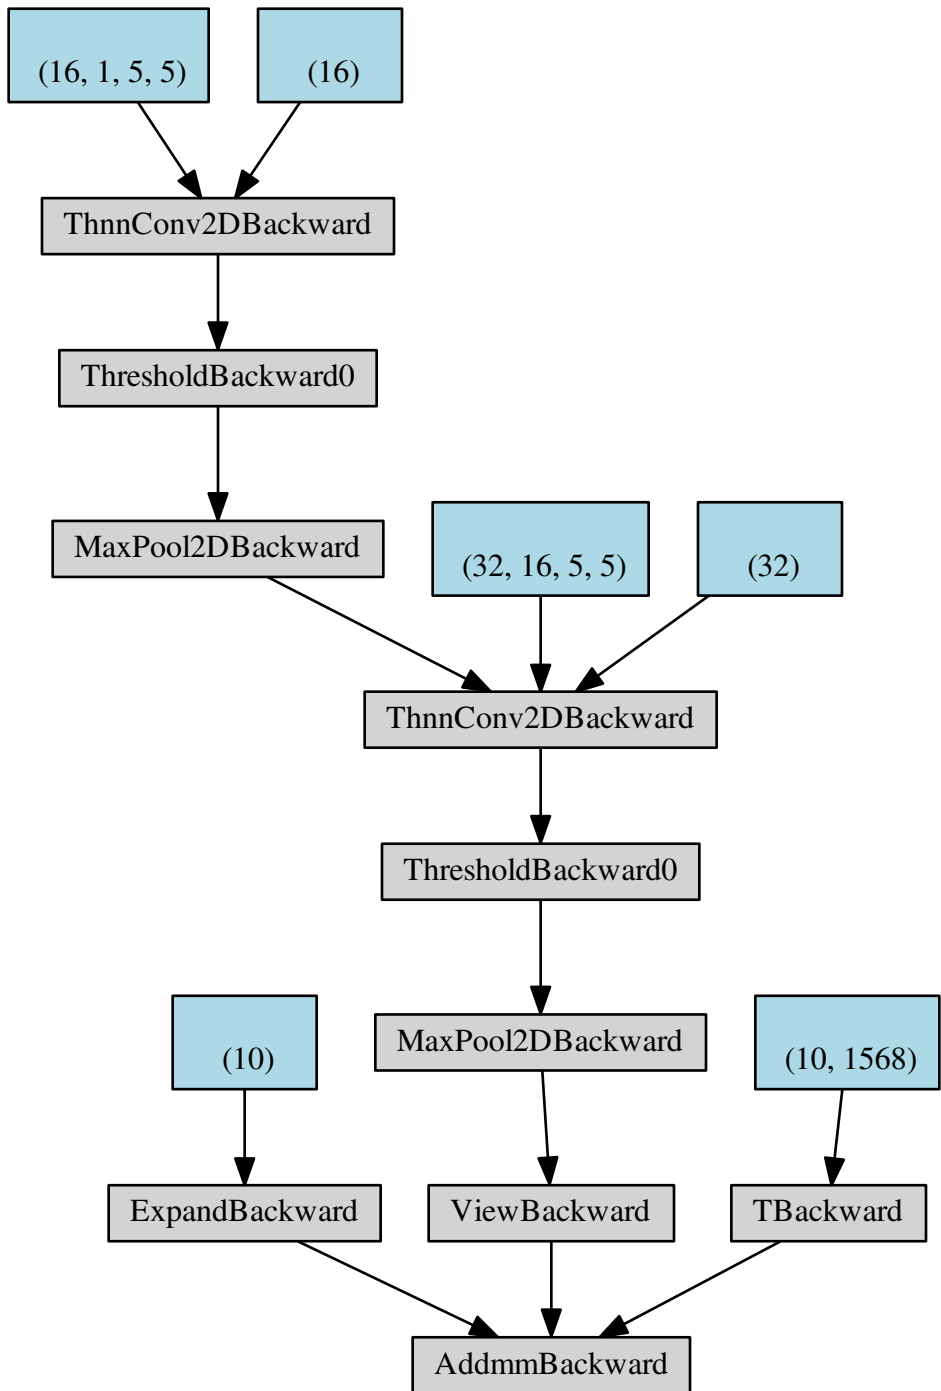 (16, 1, 5, 5)
(16)
ThnnConv2DBackward
ThresholdBackward0
MaxPool2DBackward
(32, 16, 5, 5)
(32)
ThnnConv2DBackward
ThresholdBackward0
(10)
MaxPool2DBackward
(10, 1568)
ExpandBackward
ViewBackward
TBackward
AddmmBackward